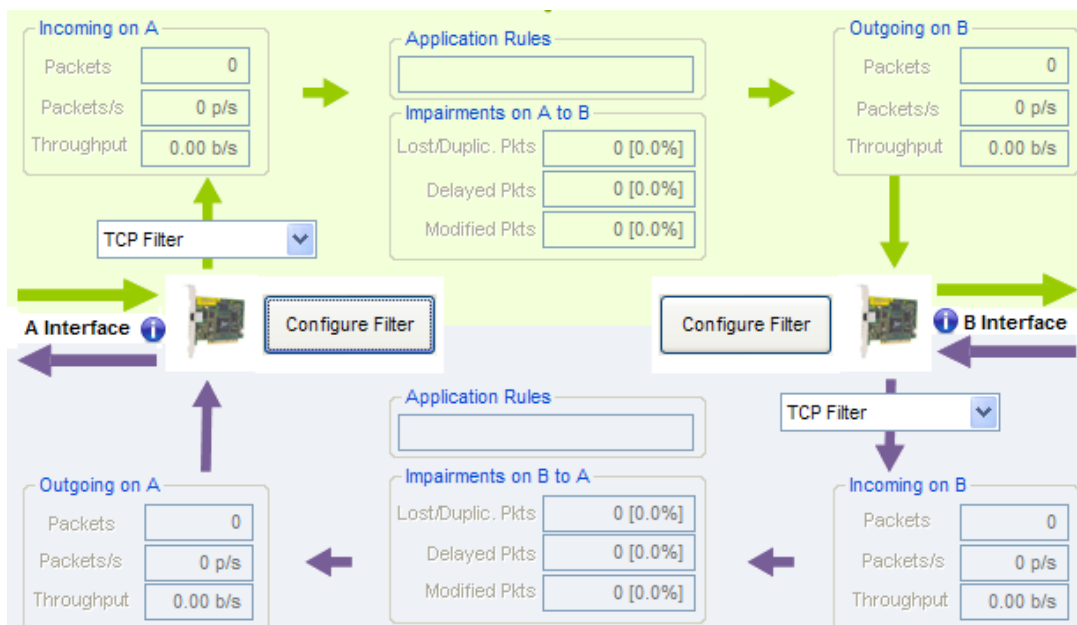 Incoming on A
Packets 0
Packets/s 0 p/s
Throughput 0.00 b/s
Application Rules
Impairments on A to B
Lost/Duplic. Pkts 0 [0.0%]
Delayed Pkts 0 [0.0%]
Modified Pkts 0 [0.0%]
Outgoing on B
Packets 0
Packets/s 0 p/s
Throughput 0.00 b/s
TCP Filter
A Interface
Configure Filter
Configure Filter
B Interface
TCP Filter
Outgoing on A
Packets 0
Packets/s 0 p/s
Throughput 0.00 b/s
Application Rules
Impairments on B to A
Lost/Duplic. Pkts 0 [0.0%]
Delayed Pkts 0 [0.0%]
Modified Pkts 0 [0.0%]
Incoming on B
Packets 0
Packets/s 0 p/s
Throughput 0.00 b/s